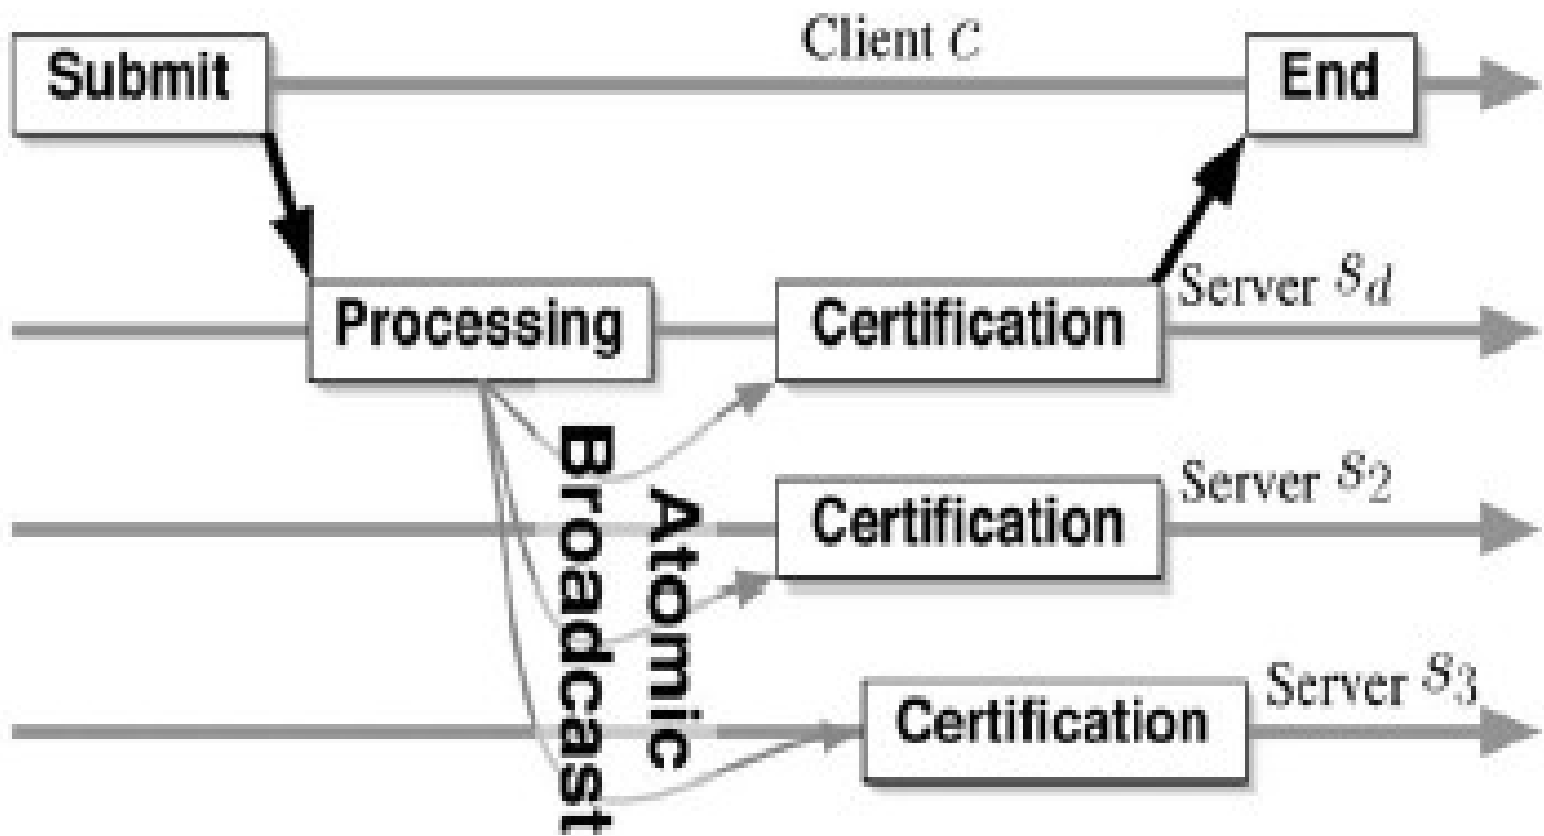 Client C
Submit
End
Server sd
Processing
Certification
Server s2
Certification
Server s3
Certification
Atomic
Broadcast